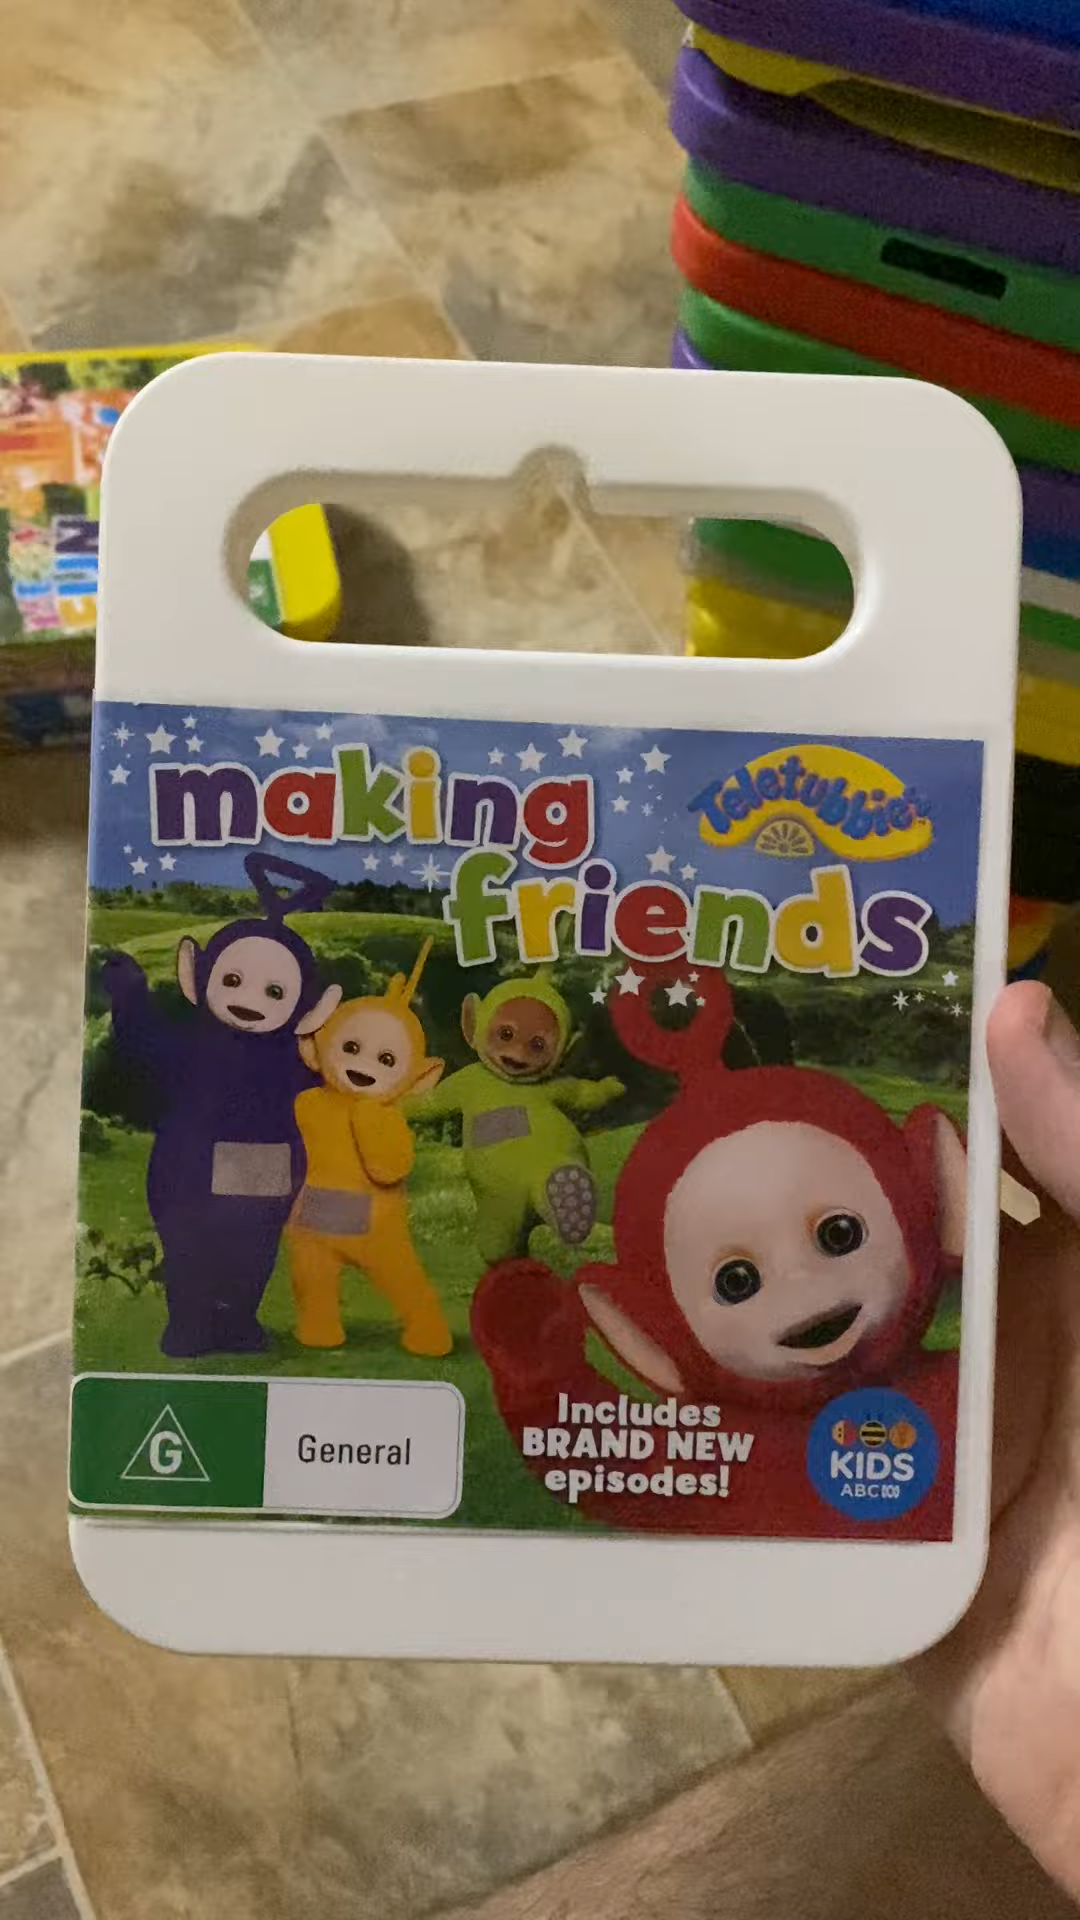 making
Teletubbies
friends
G
General
Includes
BRAND NEW
episodes!
KIDS
ABC